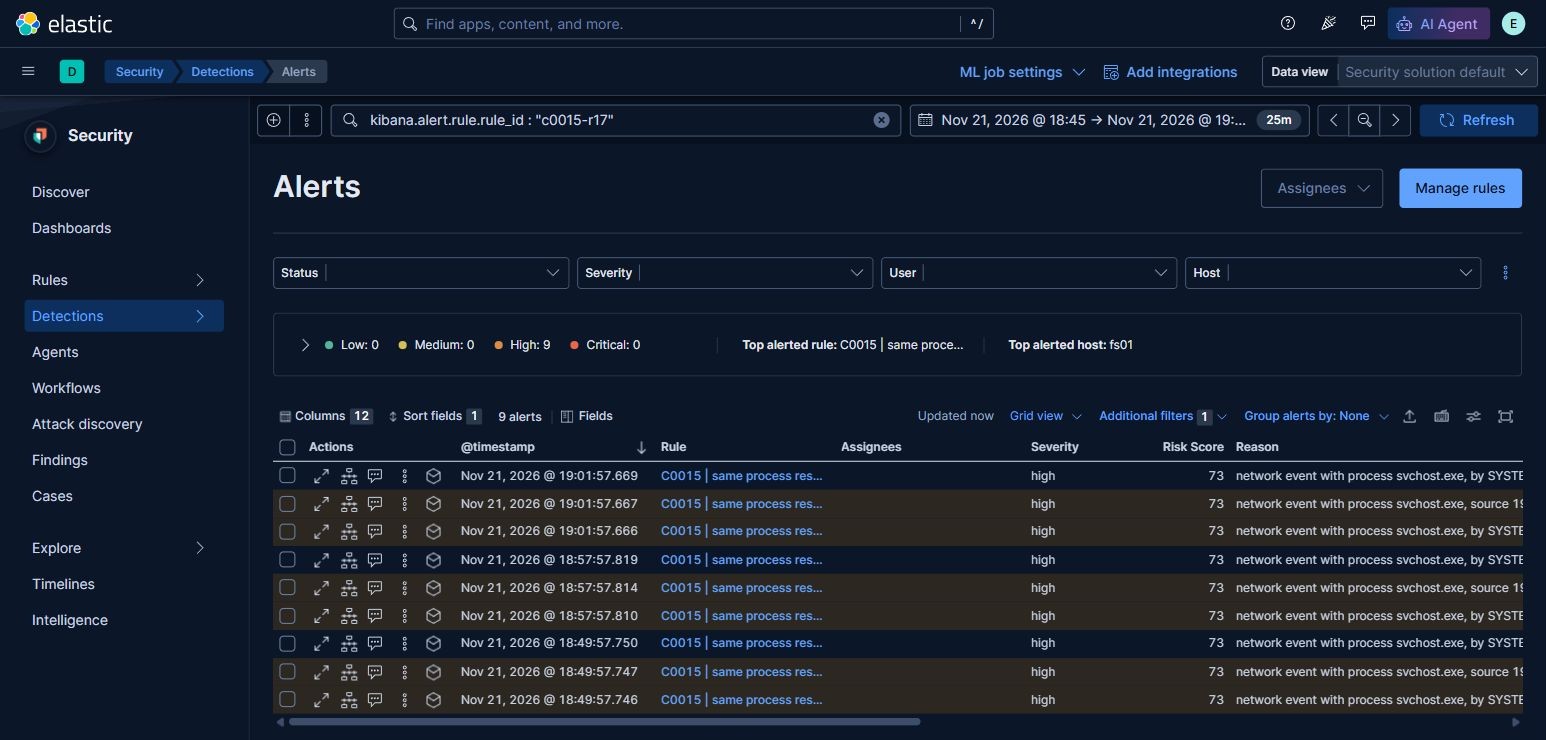 elastic
Find apps, content, and more.
^/
AI Agent
E
D
Security
Detections
Alerts
ML job settings
Add integrations
Data view
Security solution default
Security
kibana.alert.rule.rule_id : "c0015-r17"
Nov 21, 2026 @ 18:45 → Nov 21, 2026 @ 19:...
25m
Refresh
Discover
Dashboards
Rules
Detections
Agents
Workflows
Attack discovery
Findings
Cases
Explore
Timelines
Intelligence
Alerts
Assignees
Manage rules
Status
Severity
User
Host
Low: 0 Medium: 0 High: 9 Critical: 0 Top alerted rule: C0015 | same proce... Top alerted host: fs01
Columns 12 Sort fields 1 9 alerts Fields Updated now Grid view Additional filters 1 Group alerts by: None
Actions @timestamp Rule Assignees Severity Risk Score Reason
Nov 21, 2026 @ 19:01:57.669 C0015 | same process res... high 73 network event with process svchost.exe, by SYSTE
Nov 21, 2026 @ 19:01:57.667 C0015 | same process res... high 73 network event with process svchost.exe, source 19
Nov 21, 2026 @ 19:01:57.666 C0015 | same process res... high 73 network event with process svchost.exe, by SYSTE
Nov 21, 2026 @ 18:57:57.819 C0015 | same process res... high 73 network event with process svchost.exe, by SYSTE
Nov 21, 2026 @ 18:57:57.814 C0015 | same process res... high 73 network event with process svchost.exe, source 19
Nov 21, 2026 @ 18:57:57.810 C0015 | same process res... high 73 network event with process svchost.exe, by SYSTE
Nov 21, 2026 @ 18:49:57.750 C0015 | same process res... high 73 network event with process svchost.exe, by SYSTE
Nov 21, 2026 @ 18:49:57.747 C0015 | same process res... high 73 network event with process svchost.exe, source 19
Nov 21, 2026 @ 18:49:57.746 C0015 | same process res... high 73 network event with process svchost.exe, by SYSTE